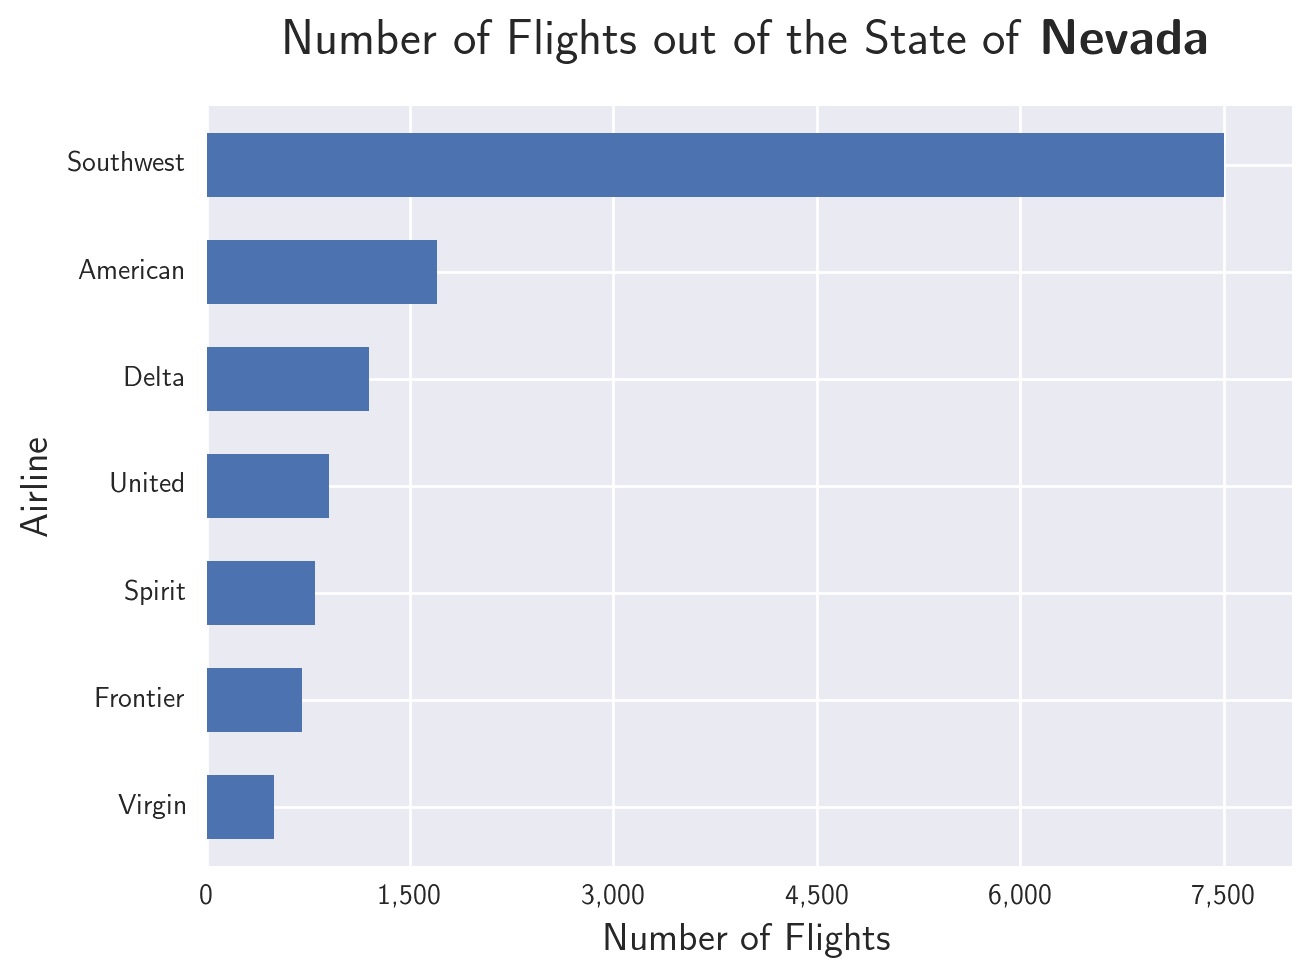 Number of Flights out of the State of Nevada
Southwest
American
Delta
United
Spirit
Frontier
Virgin
Airline
0 1,500 3,000 4,500 6,000 7,500
Number of Flights